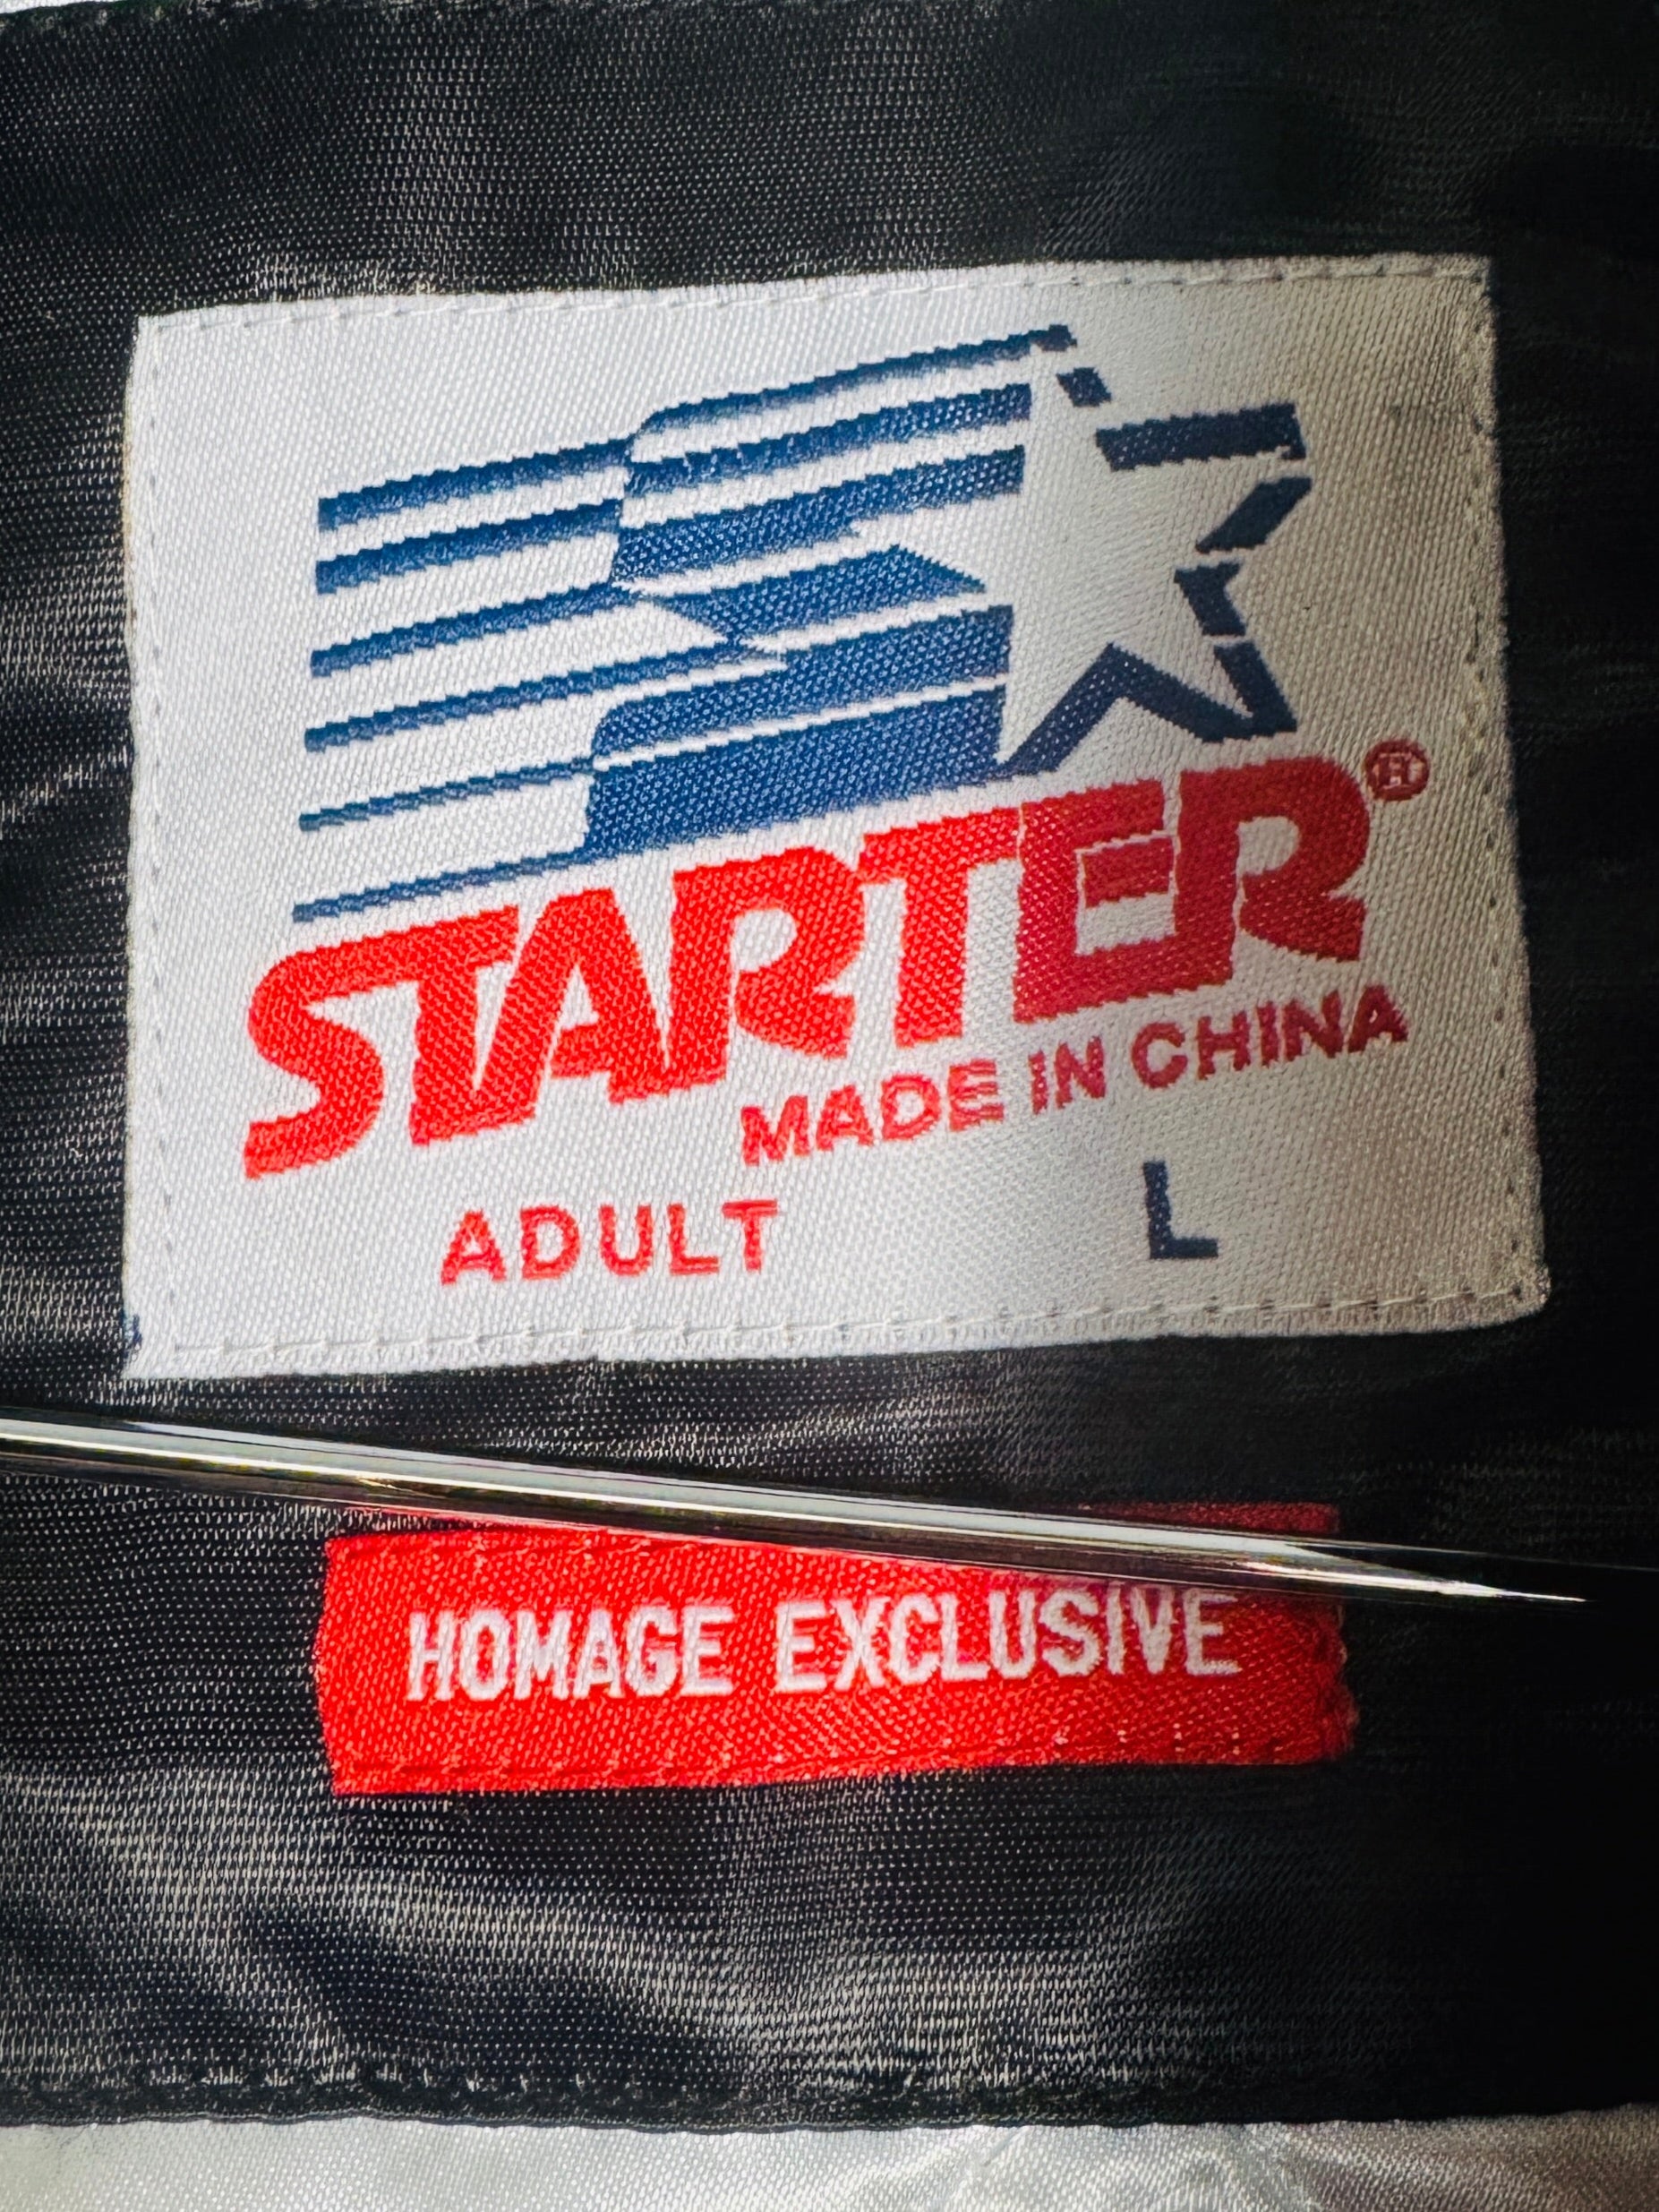 STARTER®
MADE IN CHINA
ADULT L
HOMAGE EXCLUSIVE